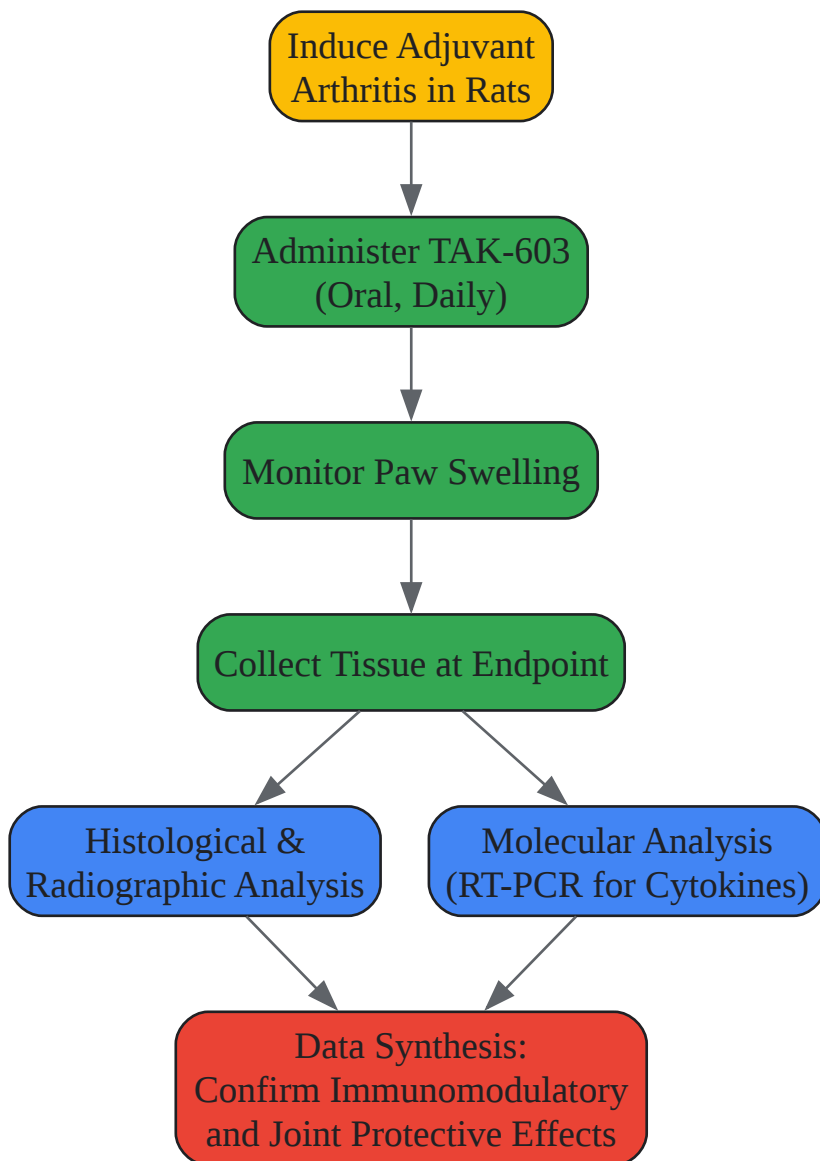 Induce Adjuvant
Arthritis in Rats
Administer TAK-603
(Oral, Daily)
Monitor Paw Swelling
Collect Tissue at Endpoint
Histological &
Radiographic Analysis
Molecular Analysis
(RT-PCR for Cytokines)
Data Synthesis:
Confirm Immunomodulatory
and Joint Protective Effects